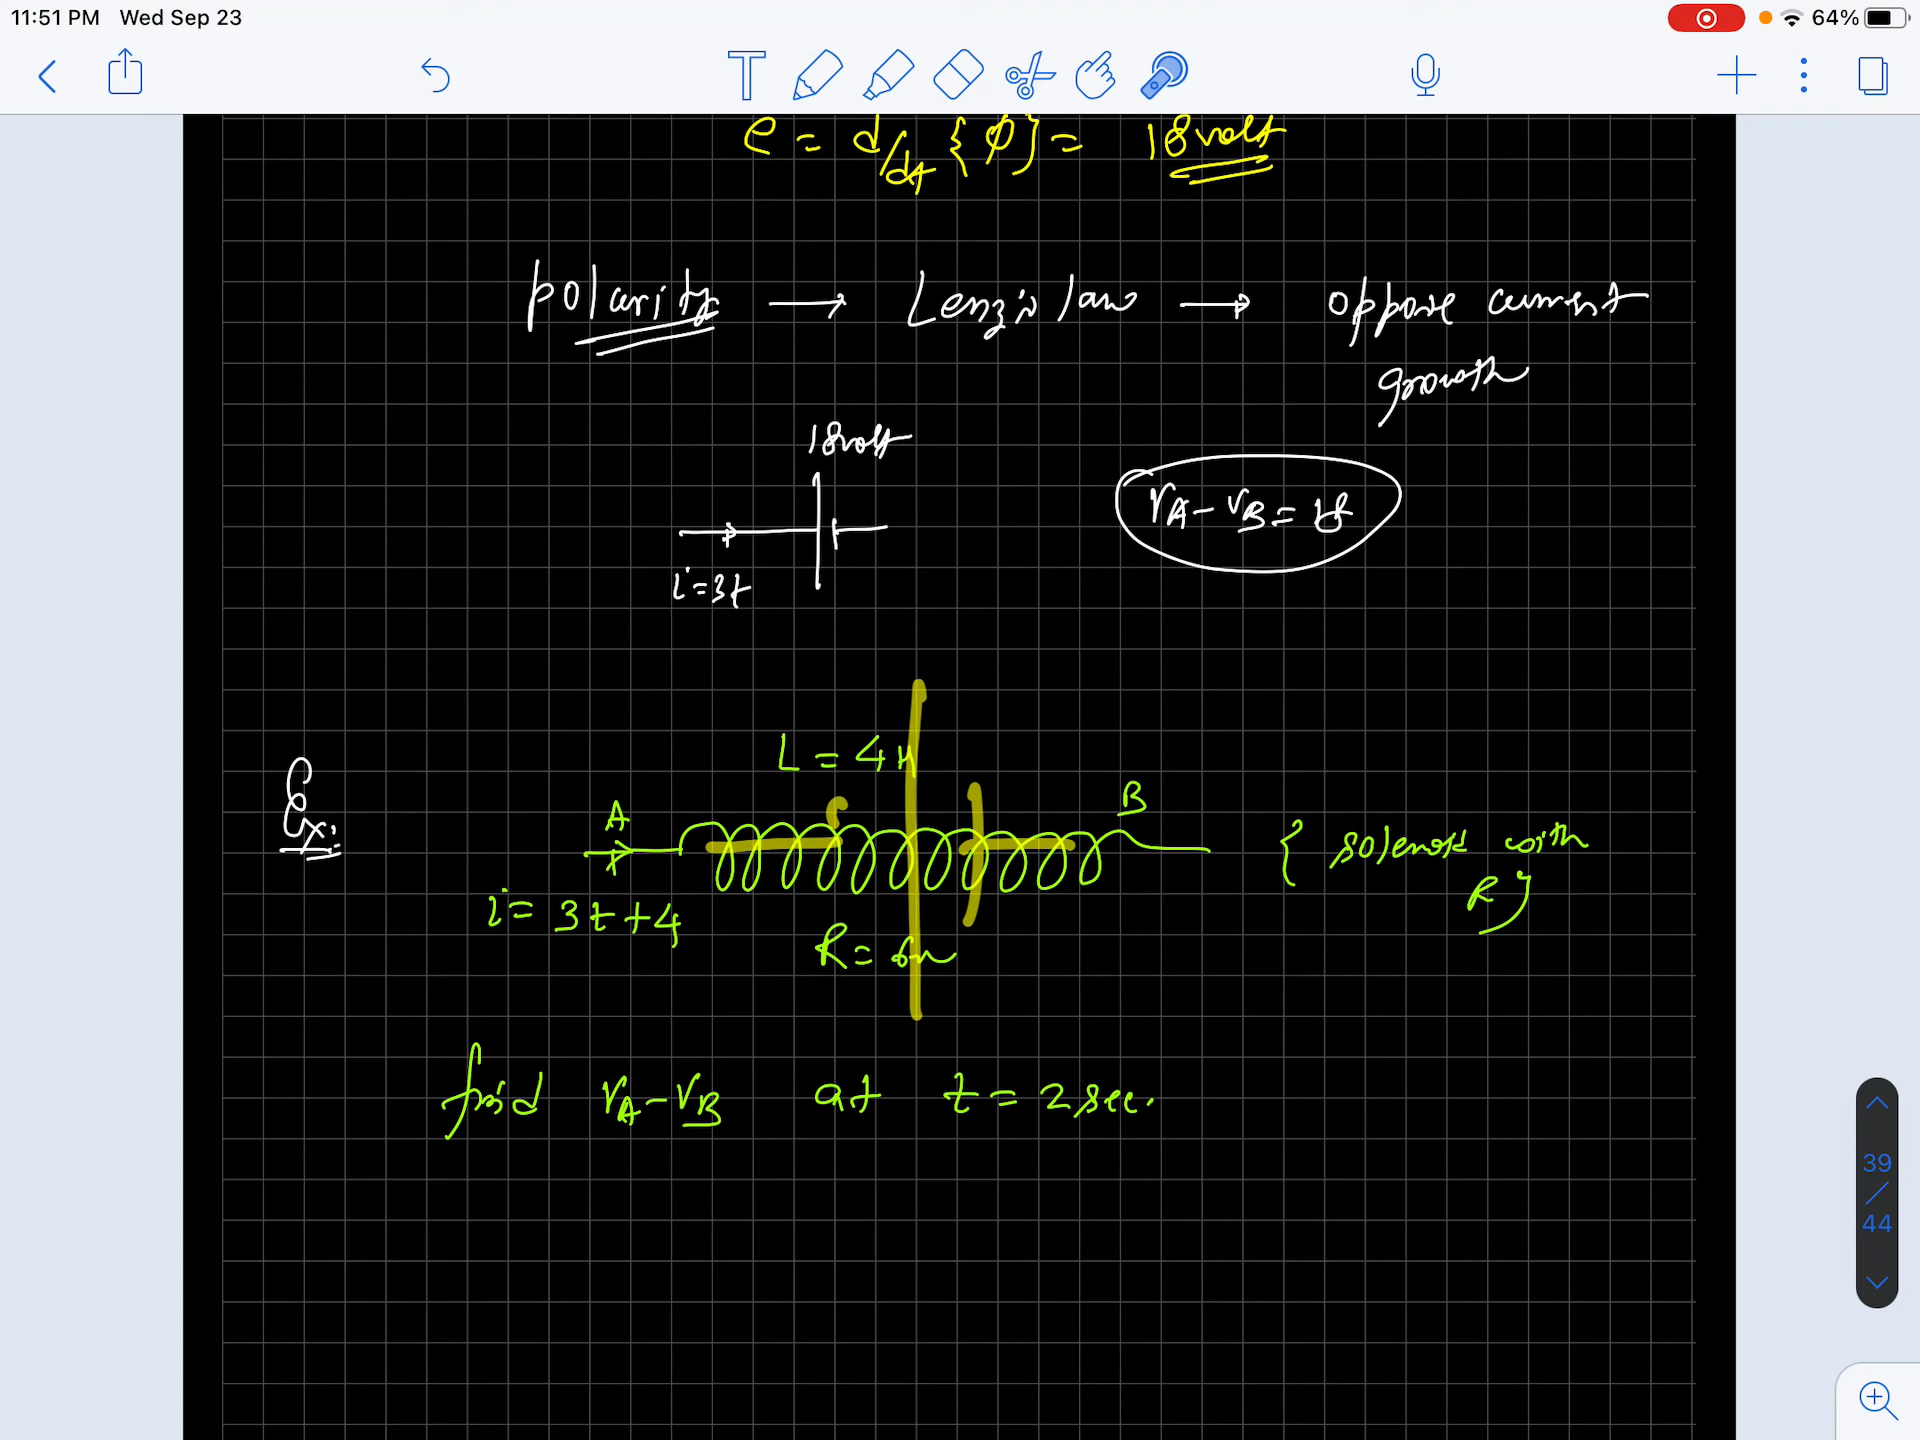 11:51 PM Wed Sep 23 64%
e = d/dt {φ} = 18 volt
polarity → Lenz's law → oppose current
growth
18 volt
VA - VB = 18
i = 3t
L = 4H
Ex:
A
B
{ solenoid with
R }
i = 3t + 4
R = 6Ω
find VA - VB at t = 2 sec.
39
/
44